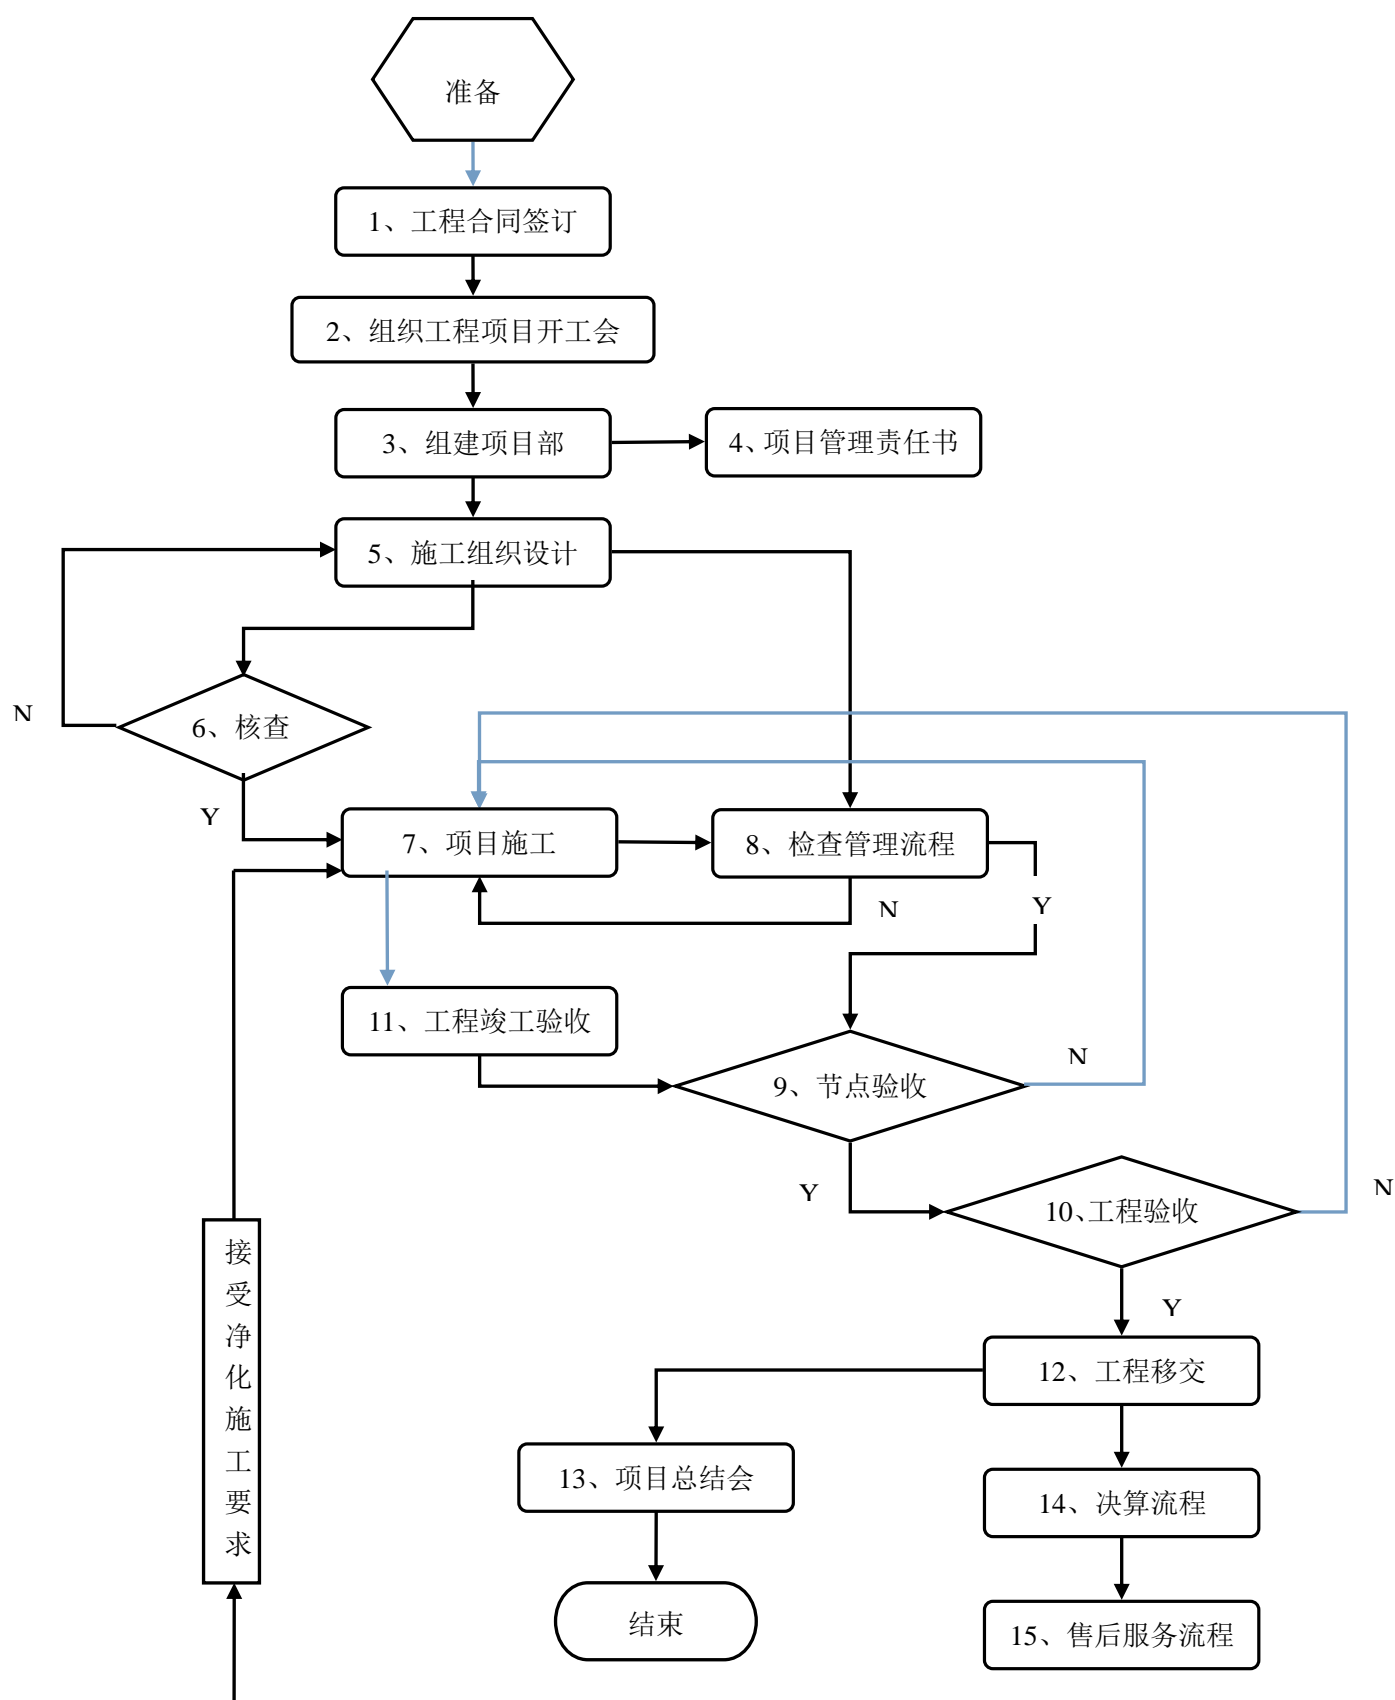 准备
1、工程合同签订
2、组织工程项目开工会
3、组建项目部
4、项目管理责任书
5、施工组织设计
N
6、核查
Y
7、项目施工
8、检查管理流程
N
Y
11、工程竣工验收
N
9、节点验收
Y
N
10、工程验收
接受净化施工要求
Y
12、工程移交
13、项目总结会
14、决算流程
结束
15、售后服务流程